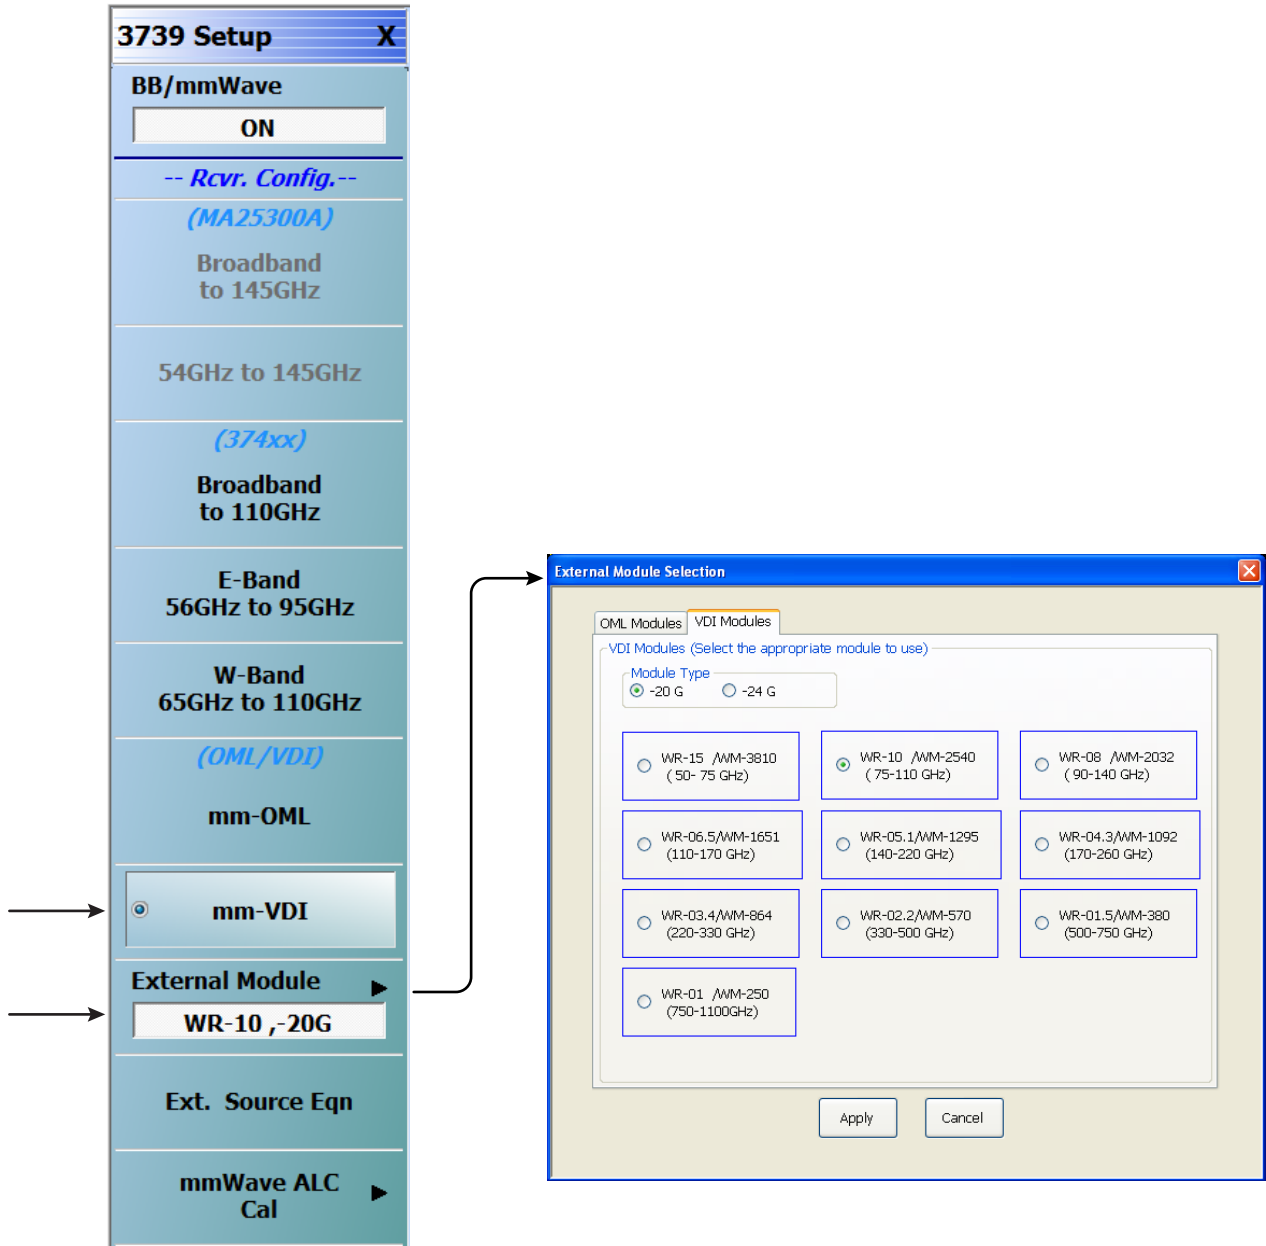 3739 Setup X
BB/mmWave
ON
-- Rcvr. Config.--
(MA25300A)
Broadband
to 145GHz
54GHz to 145GHz
(374xx)
Broadband
to 110GHz
E-Band
56GHz to 95GHz
W-Band
65GHz to 110GHz
(OML/VDI)
mm-OML
mm-VDI
External Module
WR-10 ,-20G
Ext. Source Eqn
mmWave ALC
Cal
External Module Selection
OML Modules VDI Modules
VDI Modules (Select the appropriate module to use)
Module Type
-20 G -24 G
WR-15 /WM-3810
( 50- 75 GHz)
WR-10 /WM-2540
( 75-110 GHz)
WR-08 /WM-2032
( 90-140 GHz)
WR-06.5/WM-1651
(110-170 GHz)
WR-05.1/WM-1295
(140-220 GHz)
WR-04.3/WM-1092
(170-260 GHz)
WR-03.4/WM-864
(220-330 GHz)
WR-02.2/WM-570
(330-500 GHz)
WR-01.5/WM-380
(500-750 GHz)
WR-01 /WM-250
(750-1100GHz)
Apply Cancel